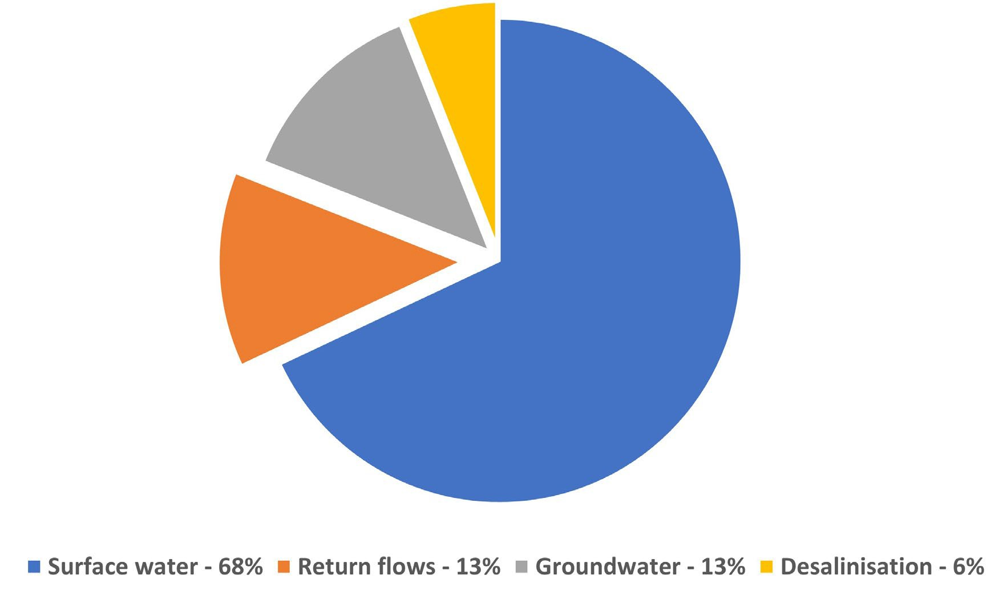 Surface water - 68% Return flows - 13% Groundwater - 13% Desalinisation - 6%